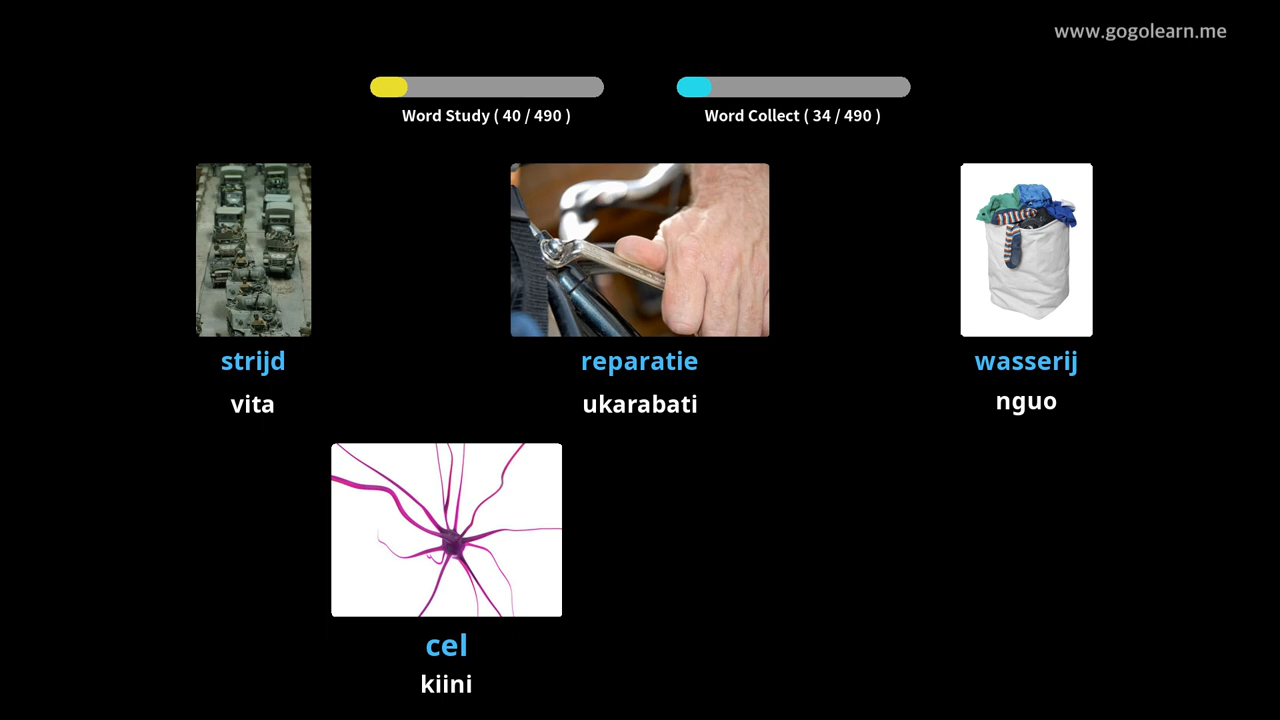 www.gogolearn.me
Word Study ( 40 / 490 )
Word Collect ( 34 / 490 )
strijd
reparatie
wasserij
vita
ukarabati
nguo
cel
kiini